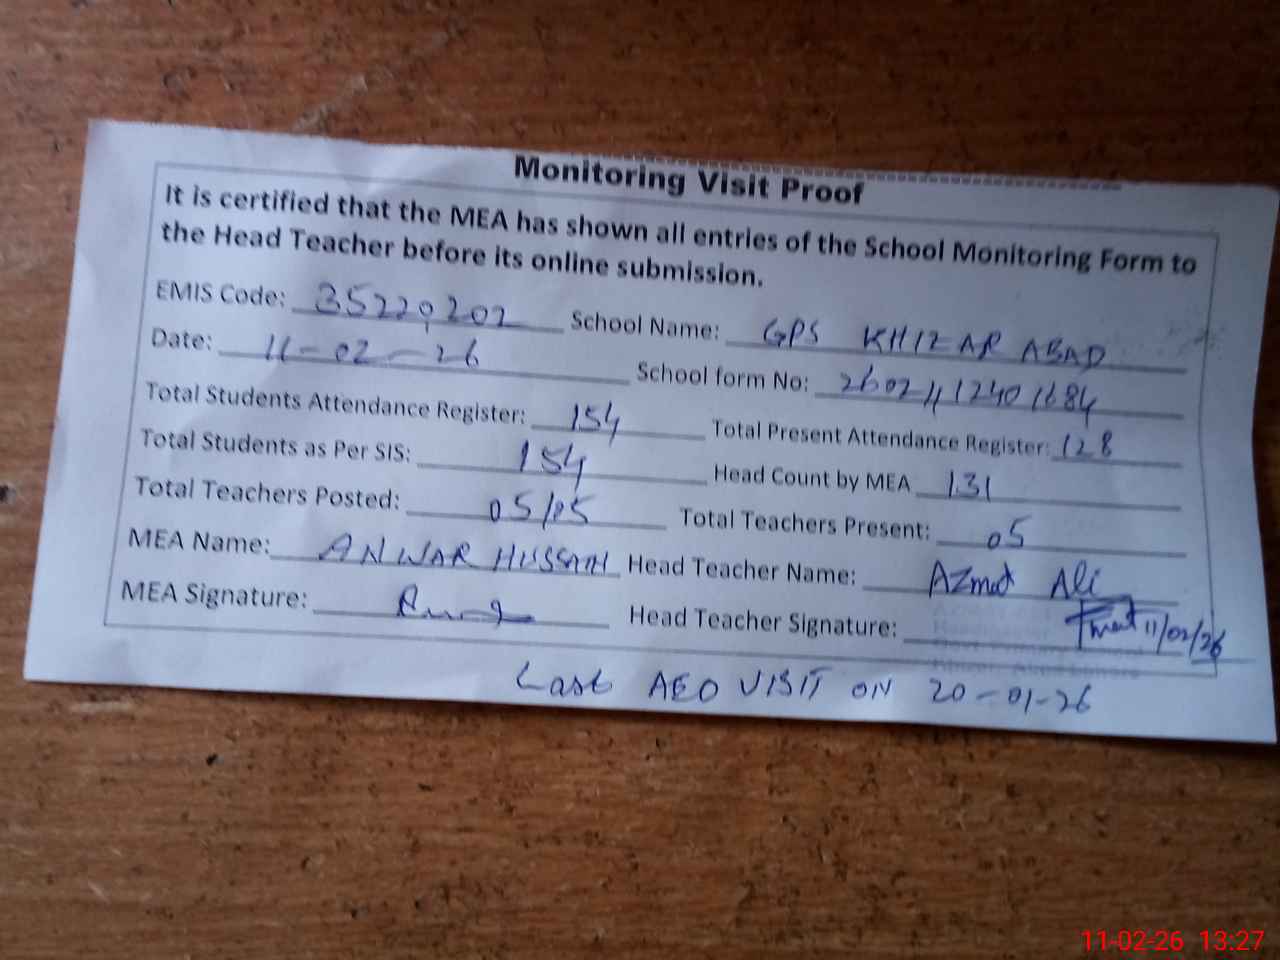 Monitoring Visit Proof
It is certified that the MEA has shown all entries of the School Monitoring Form to
the Head Teacher before its online submission.
EMIS Code: 35220202 School Name: GPS KHIZAR ABAD
Date: 11-02-26 School form No: 26021112401684
Total Students Attendance Register: 154 Total Present Attendance Register: 128
Total Students as Per SIS: 154 Head Count by MEA 131
Total Teachers Posted: 05/05 Total Teachers Present: 05
MEA Name: ANWAR HUSSAIN Head Teacher Name: Azmat Ali
MEA Signature: Head Teacher Signature: 11/02/26
Last AEO VISIT ON 20-01-26
11-02-26 13:27